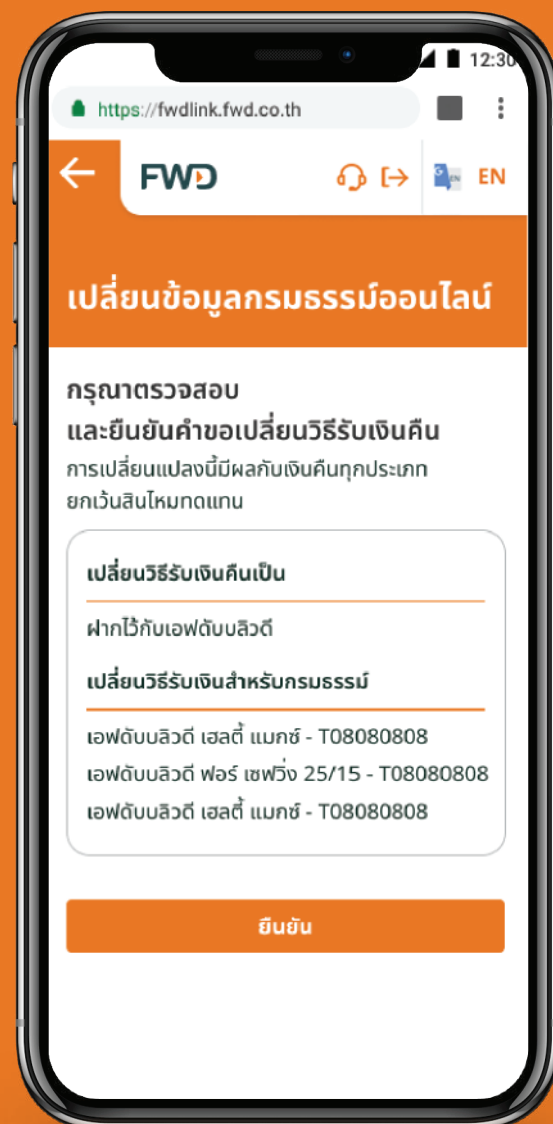 12:30
https://fwdlink.fwd.co.th
FWD
EN
เปลี่ยนข้อมูลกรมธรรม์ออนไลน์
กรุณาตรวจสอบ
และยืนยันคำขอเปลี่ยนวิธีรับเงินคืน
การเปลี่ยนแปลงนี้มีผลกับเงินคืนทุกประเภท
ยกเว้นสินไหมทดแทน
เปลี่ยนวิธีรับเงินคืนเป็น
ฝากไว้กับเอฟดับบลิวดี
เปลี่ยนวิธีรับเงินสำหรับกรมธรรม์
เอฟดับบลิวดี เฮลตี้ แมกซ์ - T08080808
เอฟดับบลิวดี ฟอร์ เซฟวิ่ง 25/15 - T08080808
เอฟดับบลิวดี เฮลตี้ แมกซ์ - T08080808
ยืนยัน